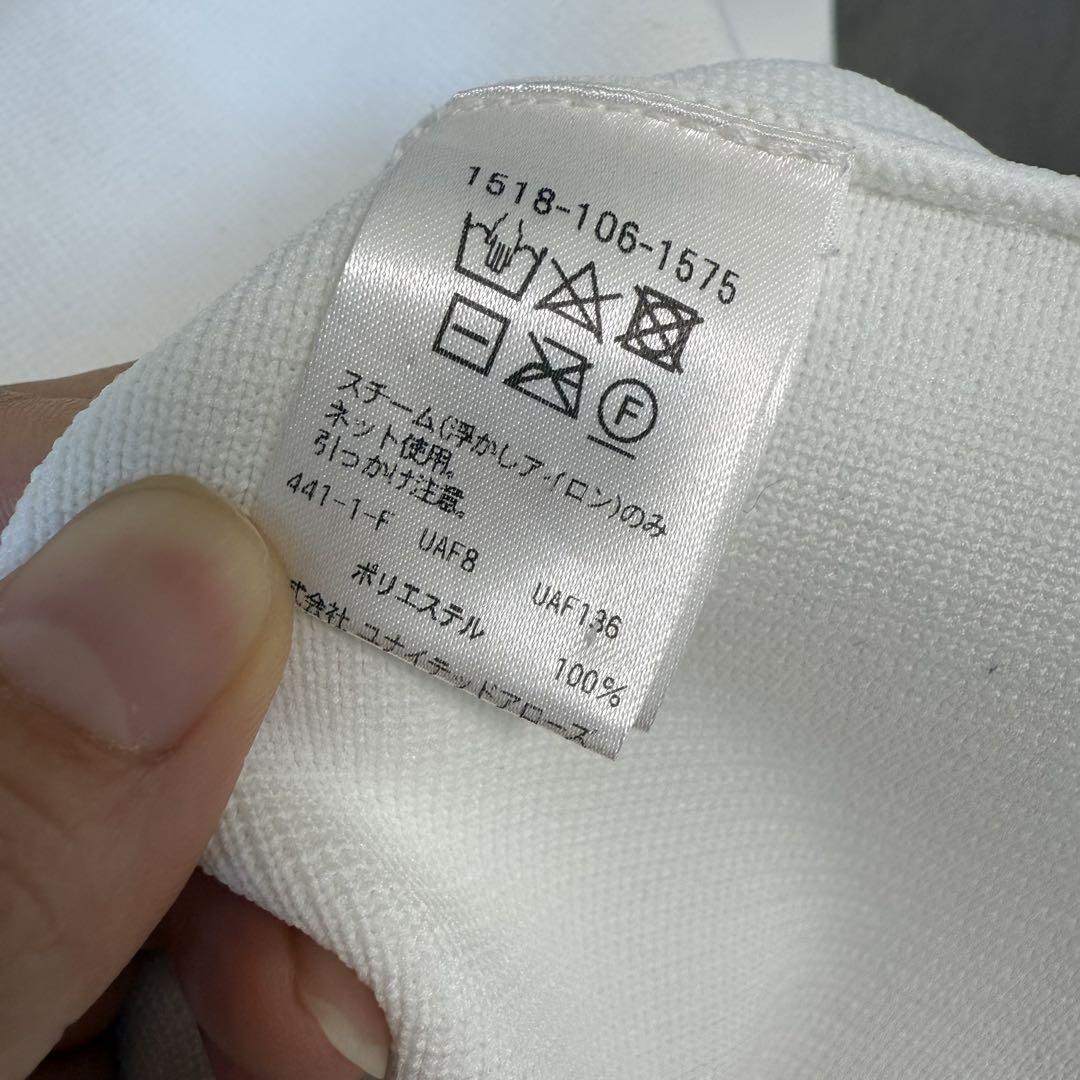 1518-106-1575
F
スチーム(浮かしアイロン)のみ
ネット使用。
引つかけ注意。
441-1-F UAF8 UAF136
ポリエステル 100%
式会社 ユナイテッドアローズ